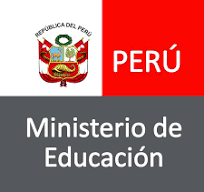 REPÚBLICA DEL PERÚ
PERÚ
Ministerio de
Educación